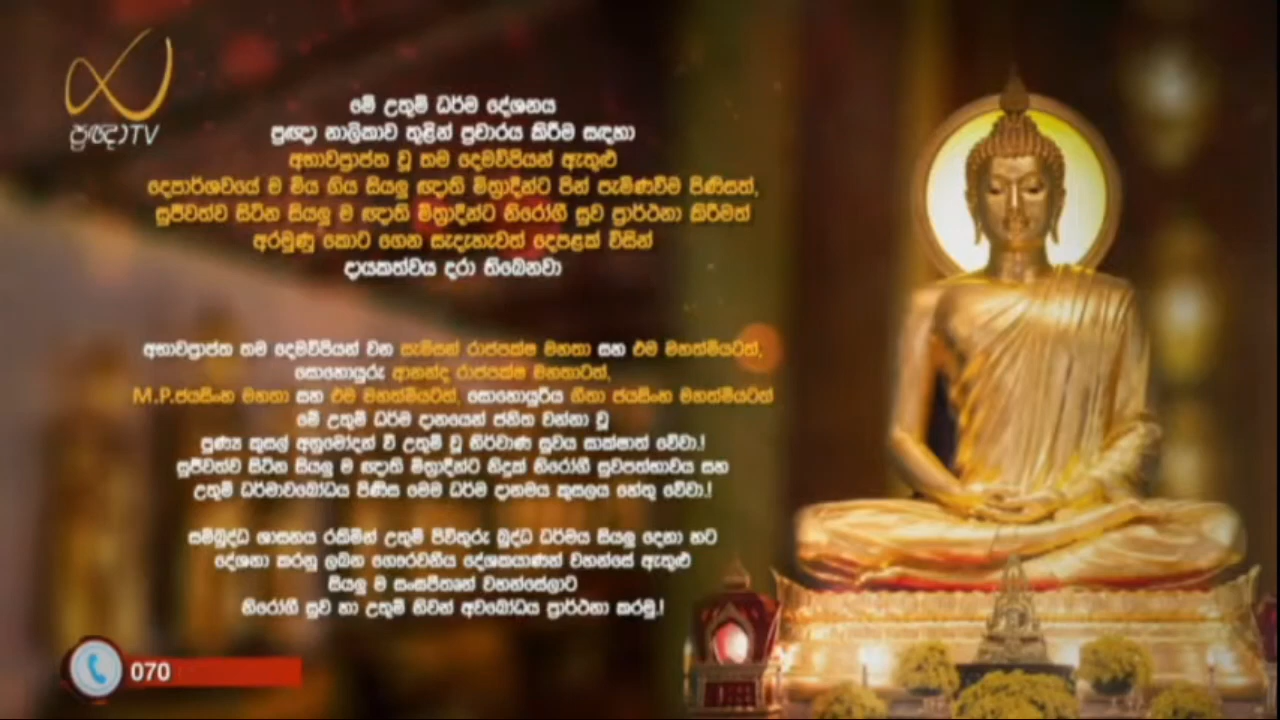 ප්‍රඥාTV
මේ උතුම් ධර්ම දේශනය
ප්‍රඥා නාලිකාව තුළින් ප්‍රචාරය කිරීම සඳහා
අභාවප්‍රාප්ත වූ තම දෙමව්පියන් ඇතුළු
දෙපාර්ශවයේ ම මිය ගිය සියලු ඥාති මිත්‍රාදීන්ට පින් පැමිණවීම පිණිසත්,
සුජීවත්ව සිටින සියලු ම ඥාති මිත්‍රාදීන්ට නිරෝගී සුව ප්‍රාර්ථනා කිරීමත්
අරමුණු කොට ගෙන සැදැහැවත් දෙපළක් විසින්
දායකත්වය දරා තිබෙනවා
අභාවප්‍රාප්ත තම දෙමව්පියන් වන සැම්සන් රාජපක්ෂ මහතා සහ එම මහත්මියටත්,
සොහොයුරු ආනන්ද රාජපක්ෂ මහතාටත්,
M.P.ජයසිංහ මහතා සහ එම මහත්මියටත්, සොහොයුරිය ගීතා ජයසිංහ මහත්මියටත්
මේ උතුම් ධර්ම දානයෙන් ජනිත වන්නා වූ
පුණ්‍ය කුසල් අනුමෝදන් වී උතුම් වූ නිර්වාණ සුවය සාක්ෂාත් වේවා.!
සුජීවත්ව සිටින සියලු ම ඥාති මිත්‍රාදීන්ට නිදුක් නිරෝගී සුවපත්භාවය සහ
උතුම් ධර්මාවබෝධය පිණිස මෙම ධර්ම දානමය කුසලය හේතු වේවා.!
සම්බුද්ධ ශාසනය රකිමින් උතුම් පිවිතුරු බුද්ධ ධර්මය සියලු දෙනා හට
දේශනා කරනු ලබන ගෞරවනීය දේශකයාණන් වහන්සේ ඇතුළු
සියලු ම සංඝපීතෘන් වහන්සේලාට
නිරෝගී සුව හා උතුම් නිවන් අවබෝධය ප්‍රාර්ථනා කරමු.!
070